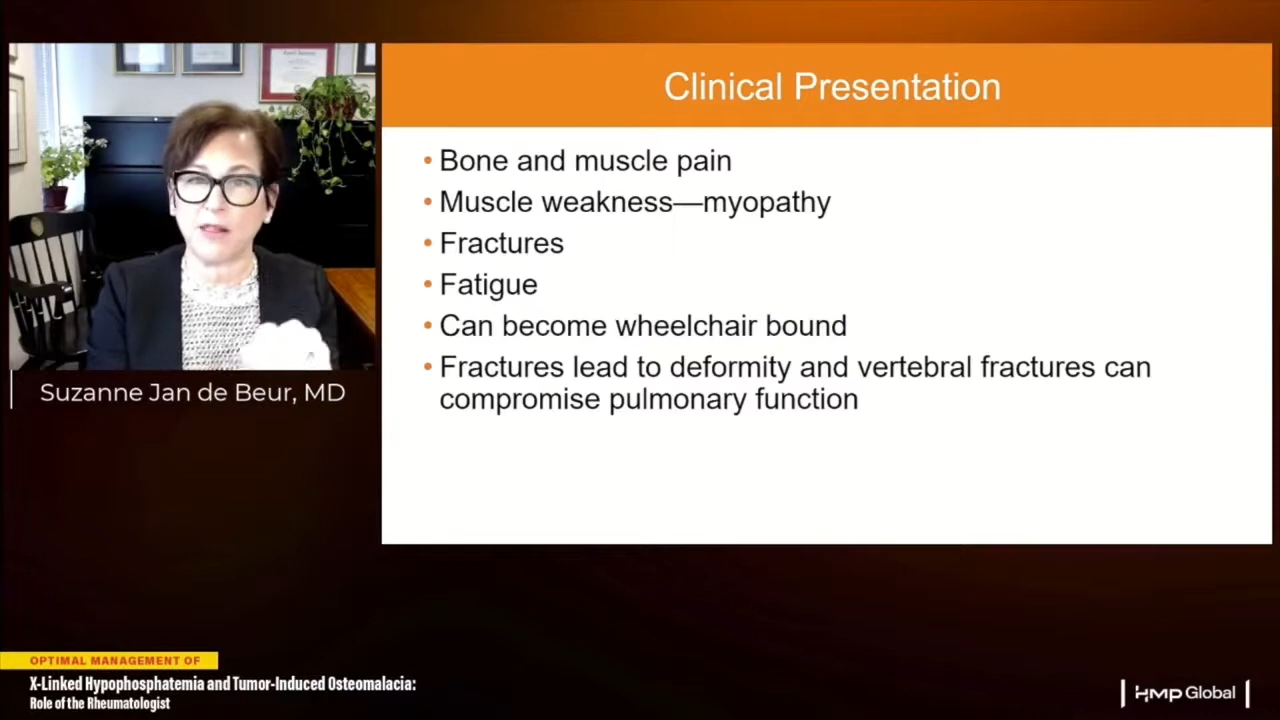 Clinical Presentation
• Bone and muscle pain
• Muscle weakness—myopathy
• Fractures
• Fatigue
• Can become wheelchair bound
• Fractures lead to deformity and vertebral fractures can
compromise pulmonary function
Suzanne Jan de Beur, MD
OPTIMAL MANAGEMENT OF
X-Linked Hypophosphatemia and Tumor-Induced Osteomalacia:
Role of the Rheumatologist
HMP Global